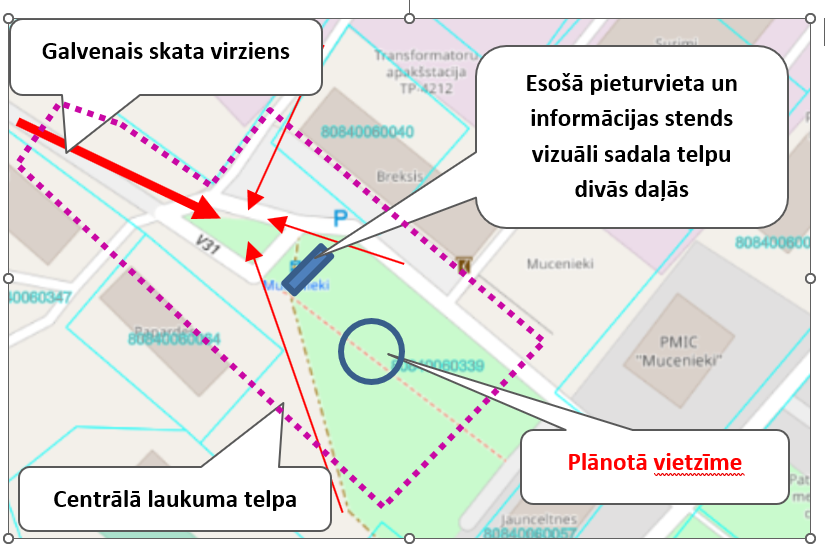 Galvenais skata virziens
Esošā pieturvieta un
informācijas stends
vizuāli sadala telpu
divās daļās
Transformatoru
apakšstacija
TP-4212
80840060040
Breksis
P
V31
Mucenieki
Mucenieki
PMIC
"Mucenieki"
80840060339
Plānotā vietzīme
Centrālā laukuma telpa
Jaunceltnes
80840060057